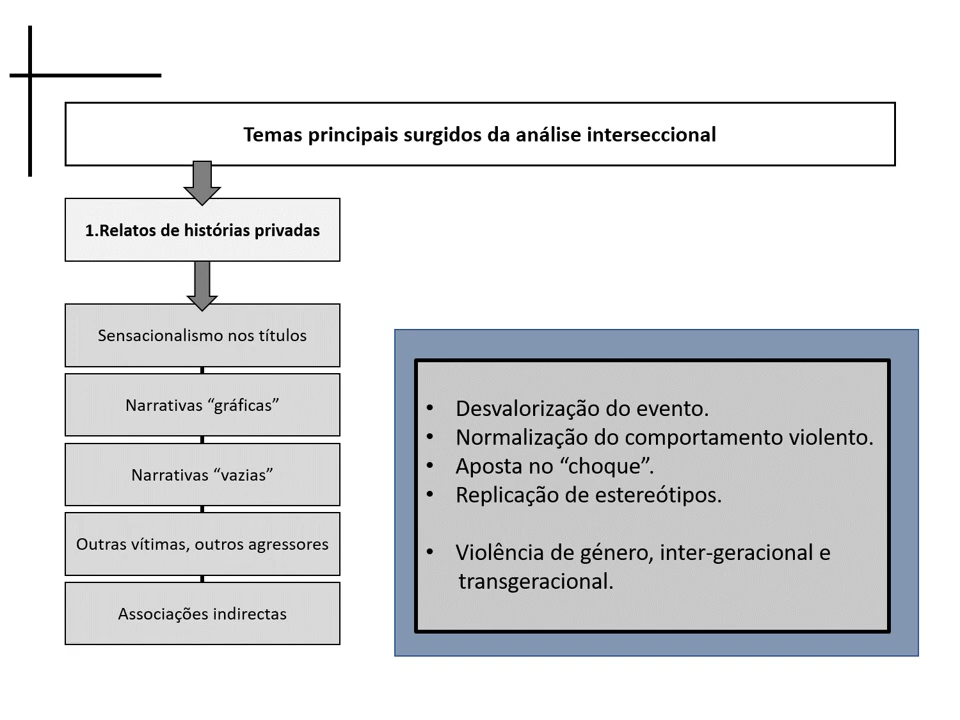 Temas principais surgidos da análise interseccional
1.Relatos de histórias privadas
Sensacionalismo nos títulos
Narrativas “gráficas”
Narrativas “vazias”
Outras vítimas, outros agressores
Associações indirectas
• Desvalorização do evento.
• Normalização do comportamento violento.
• Aposta no “choque”.
• Replicação de estereótipos.
• Violência de género, inter-geracional e
transgeracional.